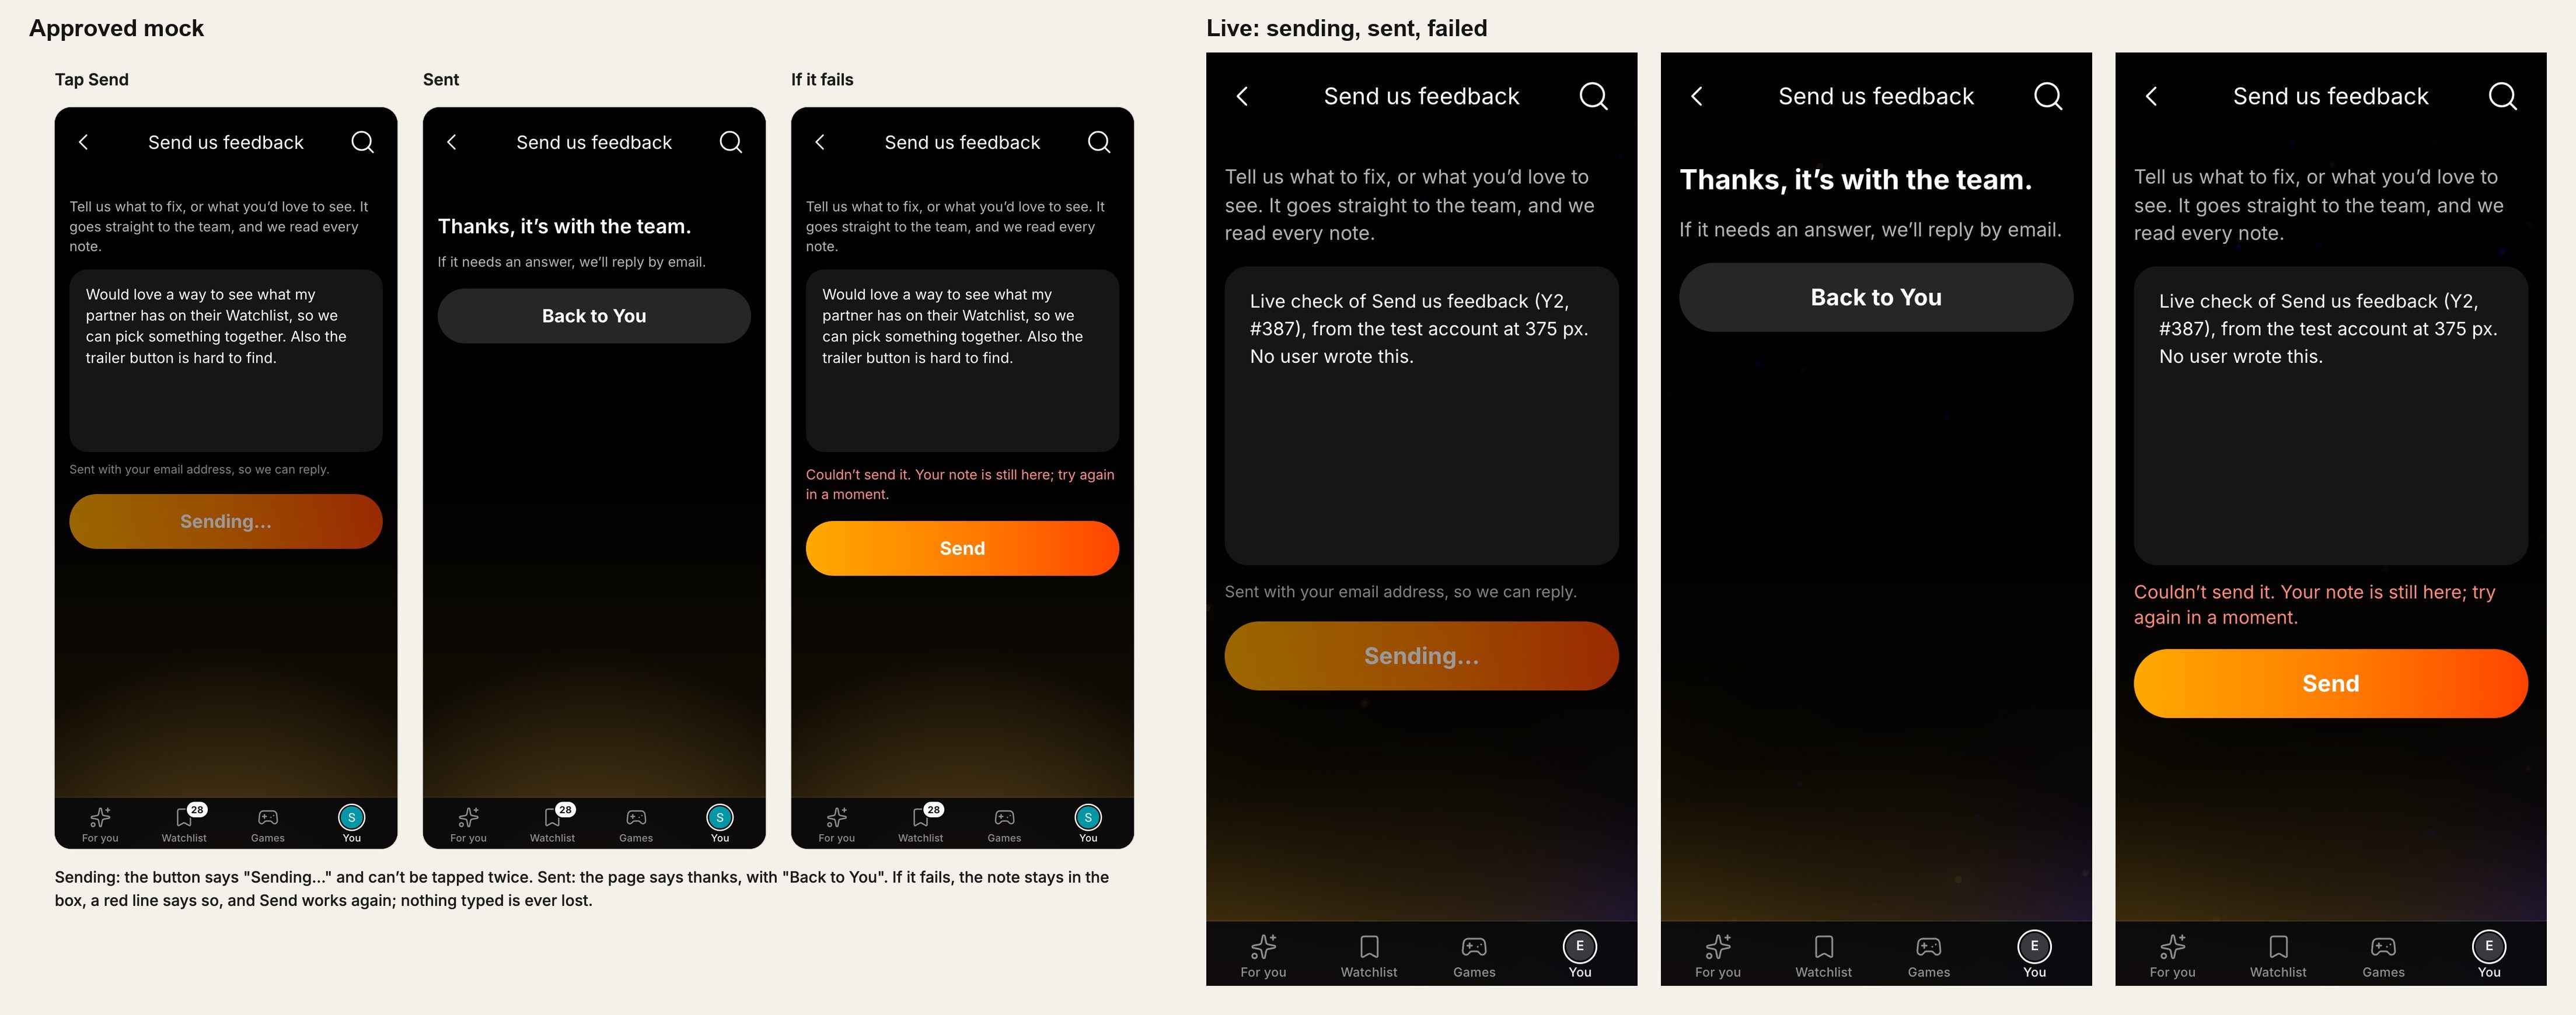 Approved mock
Tap Send
Send us feedback
Tell us what to fix, or what you’d love to see. It
goes straight to the team, and we read every
note.
Would love a way to see what my
partner has on their Watchlist, so we
can pick something together. Also the
trailer button is hard to find.
Sent with your email address, so we can reply.
Sending...
For you
28
Watchlist
Games
S
You
Sent
Send us feedback
Thanks, it’s with the team.
If it needs an answer, we’ll reply by email.
Back to You
For you
28
Watchlist
Games
S
You
If it fails
Send us feedback
Tell us what to fix, or what you’d love to see. It
goes straight to the team, and we read every
note.
Would love a way to see what my
partner has on their Watchlist, so we
can pick something together. Also the
trailer button is hard to find.
Couldn’t send it. Your note is still here; try again
in a moment.
Send
For you
28
Watchlist
Games
S
You
Sending: the button says "Sending..." and can’t be tapped twice. Sent: the page says thanks, with "Back to You". If it fails, the note stays in the
box, a red line says so, and Send works again; nothing typed is ever lost.
Live: sending, sent, failed
Send us feedback
Tell us what to fix, or what you’d love to
see. It goes straight to the team, and we
read every note.
Live check of Send us feedback (Y2,
#387), from the test account at 375 px.
No user wrote this.
Sent with your email address, so we can reply.
Sending...
For you
Watchlist
Games
E
You
Send us feedback
Thanks, it’s with the team.
If it needs an answer, we’ll reply by email.
Back to You
For you
Watchlist
Games
E
You
Send us feedback
Tell us what to fix, or what you’d love to
see. It goes straight to the team, and we
read every note.
Live check of Send us feedback (Y2,
#387), from the test account at 375 px.
No user wrote this.
Couldn’t send it. Your note is still here; try
again in a moment.
Send
For you
Watchlist
Games
E
You